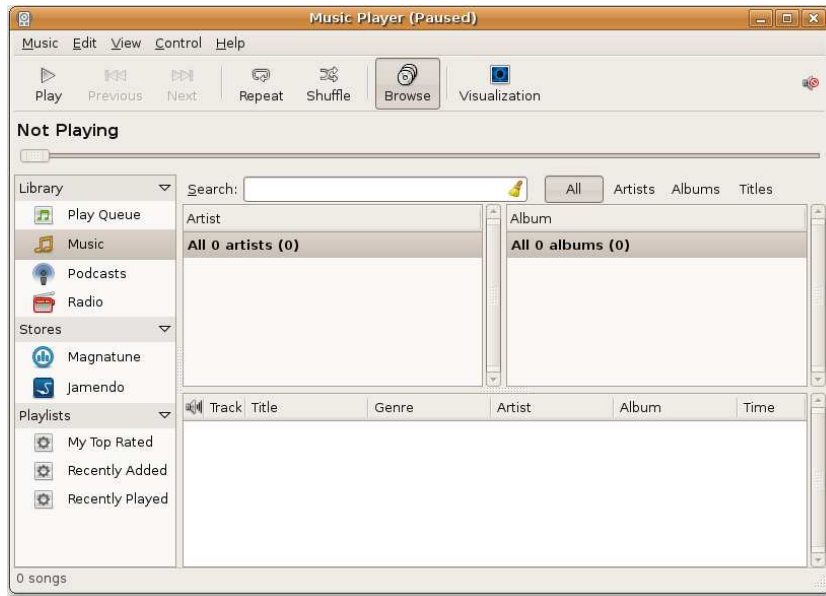 Music Player (Paused)
Music Edit View Control Help
Play Previous Next Repeat Shuffle Browse Visualization
Not Playing
Library
Play Queue
Music
Podcasts
Radio
Stores
Magnatune
Jamendo
Playlists
My Top Rated
Recently Added
Recently Played
Search: All Artists Albums Titles
Artist Album
All 0 artists (0) All 0 albums (0)
Track Title Genre Artist Album Time
0 songs